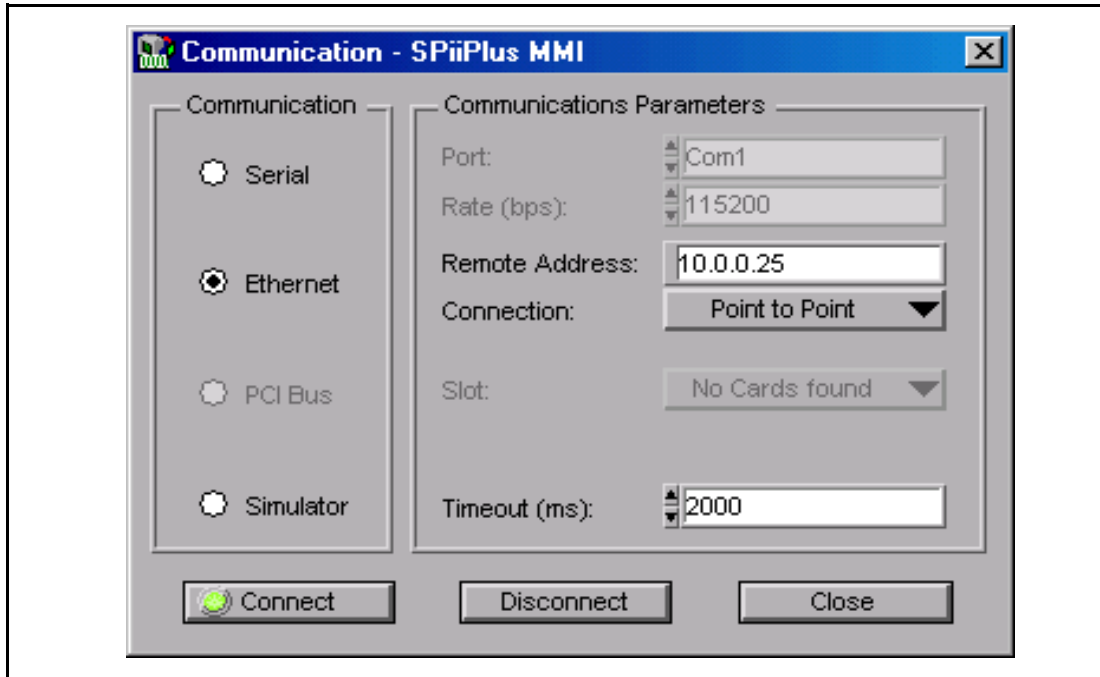 Communication - SPiiPlus MMI
Communication
Serial
Ethernet
PCI Bus
Simulator
Communications Parameters
Port: Com1
Rate (bps): 115200
Remote Address: 10.0.0.25
Connection: Point to Point
Slot: No Cards found
Timeout (ms): 2000
Connect Disconnect Close